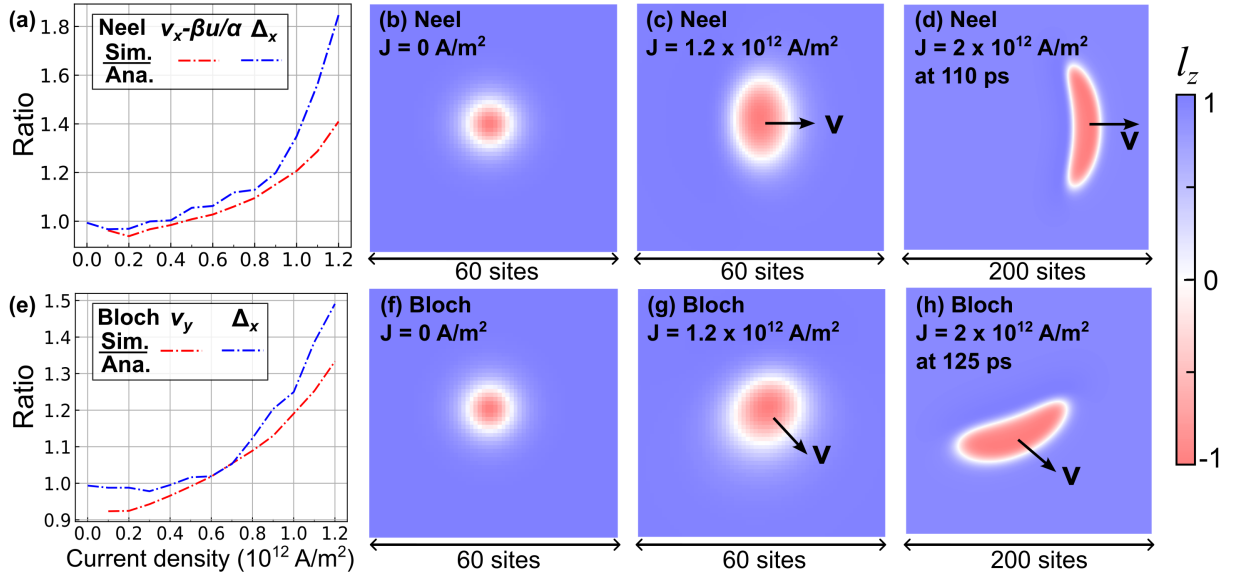 (a)
Neel v_x-βu/α Δ_x
Sim.
Ana.
Ratio
1.8
1.6
1.4
1.2
1.0
0.0 0.2 0.4 0.6 0.8 1.0 1.2
(b) Neel
J = 0 A/m²
60 sites
(c) Neel
J = 1.2 x 10¹² A/m²
v
60 sites
(d) Neel
J = 2 x 10¹² A/m²
at 110 ps
v
200 sites
l_z
1
0
-1
(e)
Bloch v_y Δ_x
Sim.
Ana.
Ratio
1.5
1.4
1.3
1.2
1.1
1.0
0.9
0.0 0.2 0.4 0.6 0.8 1.0 1.2
Current density (10¹² A/m²)
(f) Bloch
J = 0 A/m²
60 sites
(g) Bloch
J = 1.2 x 10¹² A/m²
v
60 sites
(h) Bloch
J = 2 x 10¹² A/m²
at 125 ps
v
200 sites